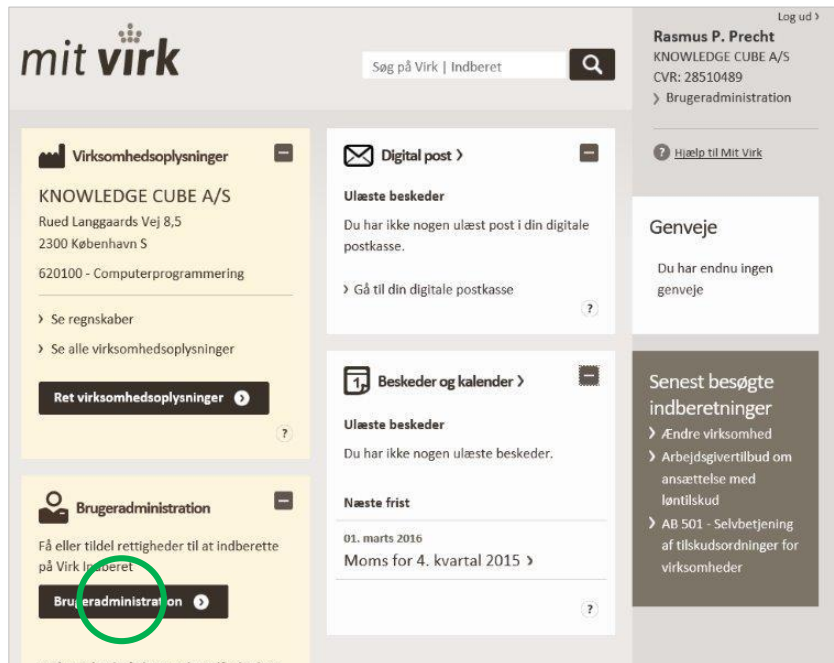 mit virk
Søg på Virk | Indberet
Log ud ›
Rasmus P. Precht
KNOWLEDGE CUBE A/S
CVR: 28510489
› Brugeradministration
? Hjælp til Mit Virk
Virksomhedsoplysninger
KNOWLEDGE CUBE A/S
Rued Langgaards Vej 8,5
2300 København S
620100 - Computerprogrammering
› Se regnskaber
› Se alle virksomhedsoplysninger
Ret virksomhedsoplysninger
?
Brugeradministration
Få eller tildel rettigheder til at indberette
på Virk Indberet
Brugeradministration
Digital post ›
Ulæste beskeder
Du har ikke nogen ulæst post i din digitale
postkasse.
› Gå til din digitale postkasse
?
1
Beskeder og kalender ›
Ulæste beskeder
Du har ikke nogen ulæste beskeder.
Næste frist
01. marts 2016
Moms for 4. kvartal 2015 ›
?
Genveje
Du har endnu ingen
genveje
Senest besøgte
indberetninger
› Ændre virksomhed
› Arbejdsgivertilbud om
ansættelse med
løntilskud
› AB 501 - Selvbetjening
af tilskudsordninger for
virksomheder